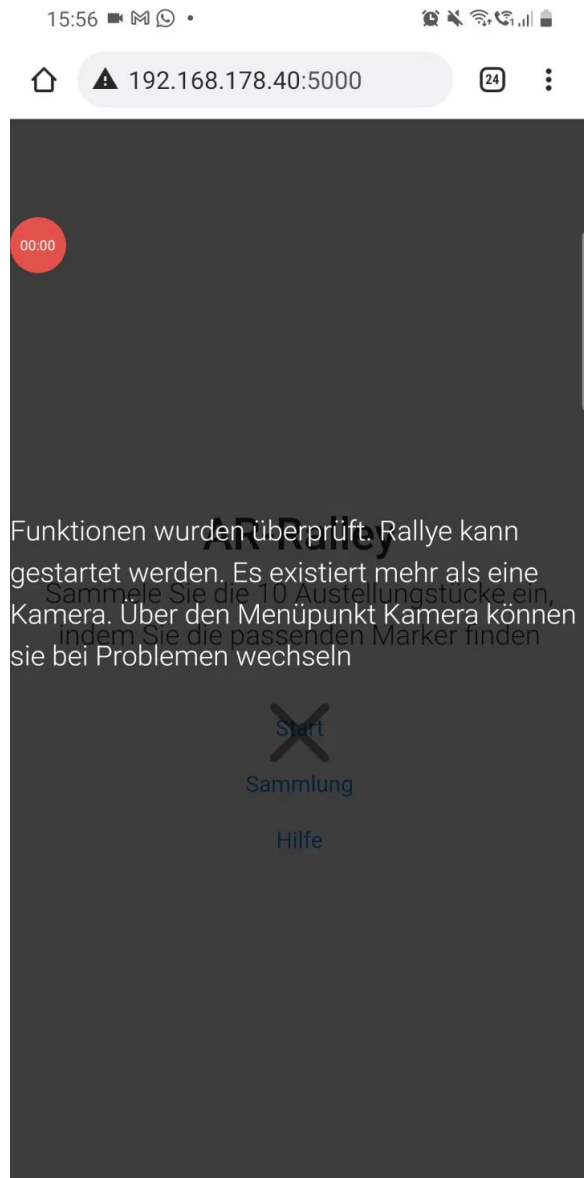 15:56
192.168.178.40:5000
24
00:00
AR-Ralley
Funktionen wurden überprüft. Rallye kann
gestartet werden. Es existiert mehr als eine
Kamera. Über den Menüpunkt Kamera können
sie bei Problemen wechseln
Sammele Sie die 10 Austellungstücke ein,
indem Sie die passenden Marker finden
Start
Sammlung
Hilfe